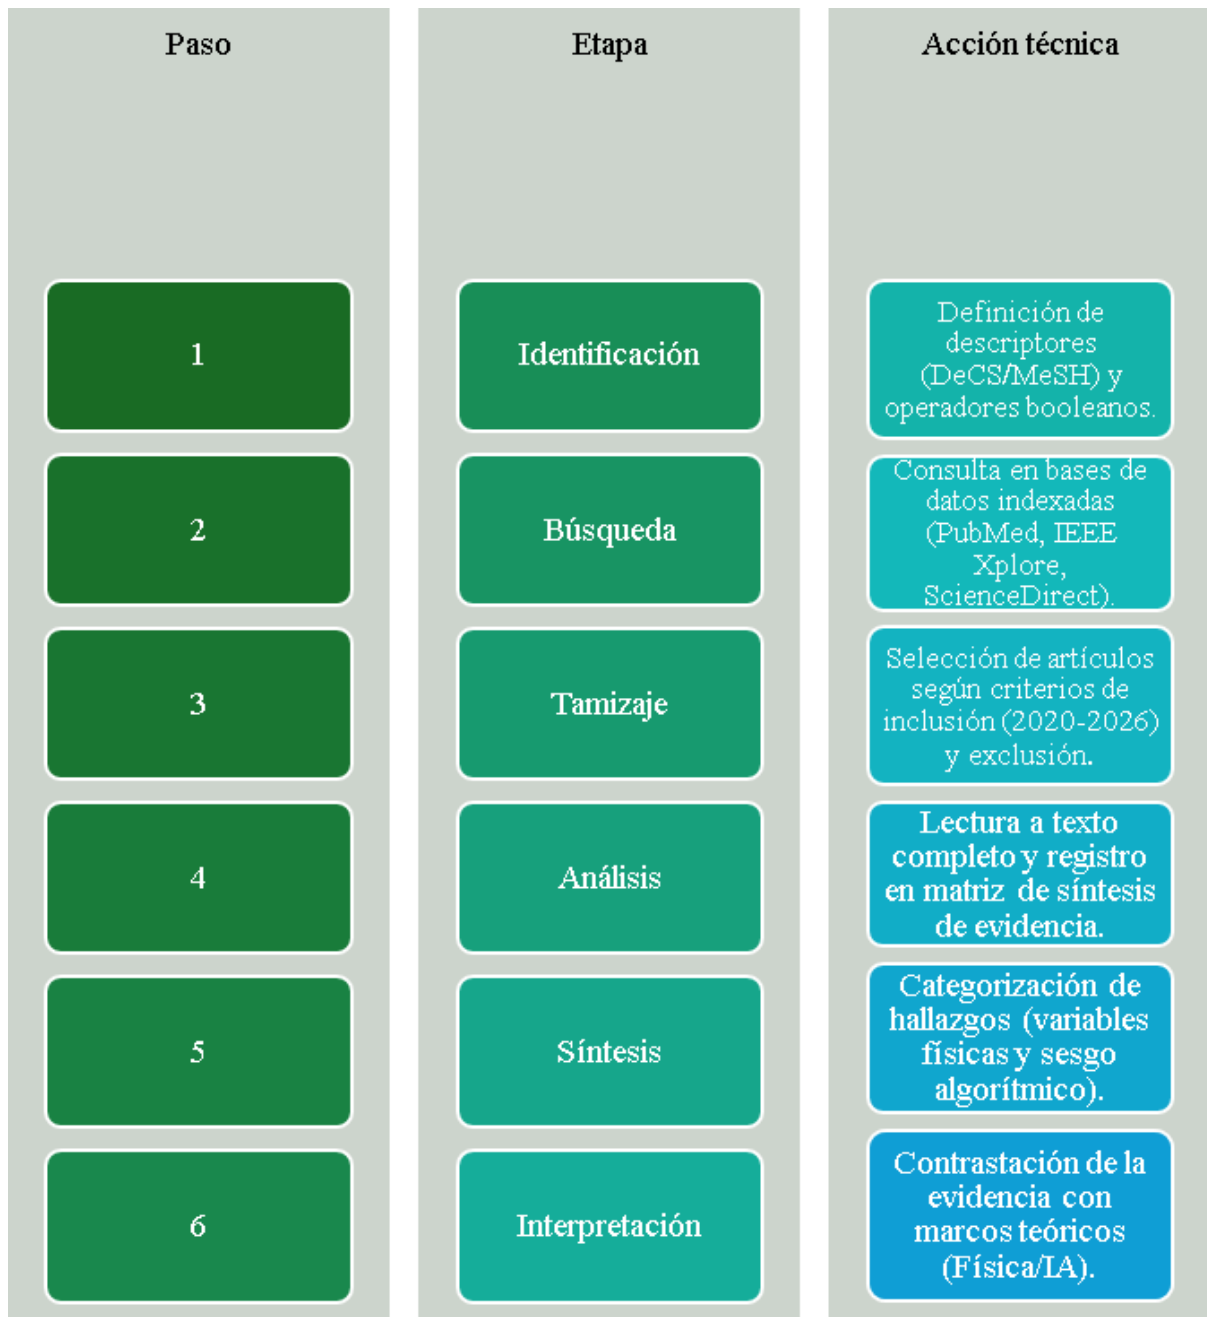 Paso
Etapa
Acción técnica
1
Identificación
Definición de
descriptores
(DeCS/MeSH) y
operadores booleanos.
2
Búsqueda
Consulta en bases de
datos indexadas
(PubMed, IEEE
Xplore,
ScienceDirect).
3
Tamizaje
Selección de artículos
según criterios de
inclusión (2020-2026)
y exclusión.
4
Análisis
Lectura a texto
completo y registro
en matriz de síntesis
de evidencia.
5
Síntesis
Categorización de
hallazgos (variables
físicas y sesgo
algorítmico).
6
Interpretación
Contrastación de la
evidencia con
marcos teóricos
(Física/IA).